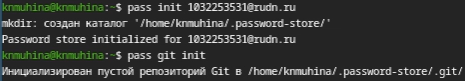 knmuhina@knmuhina:~$ pass init 1032253531@rudn.ru
mkdir: создан каталог '/home/knmuhina/.password-store/'
Password store initialized for 1032253531@rudn.ru
knmuhina@knmuhina:~$ pass git init
Инициализирован пустой репозиторий Git в /home/knmuhina/.password-store/.git/